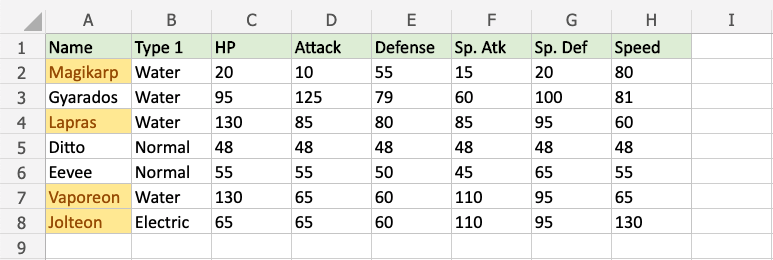 A B C D E F G H I
1 Name Type 1 HP Attack Defense Sp. Atk Sp. Def Speed
2 Magikarp Water 20 10 55 15 20 80
3 Gyarados Water 95 125 79 60 100 81
4 Lapras Water 130 85 80 85 95 60
5 Ditto Normal 48 48 48 48 48 48
6 Eevee Normal 55 55 50 45 65 55
7 Vaporeon Water 130 65 60 110 95 65
8 Jolteon Electric 65 65 60 110 95 130
9